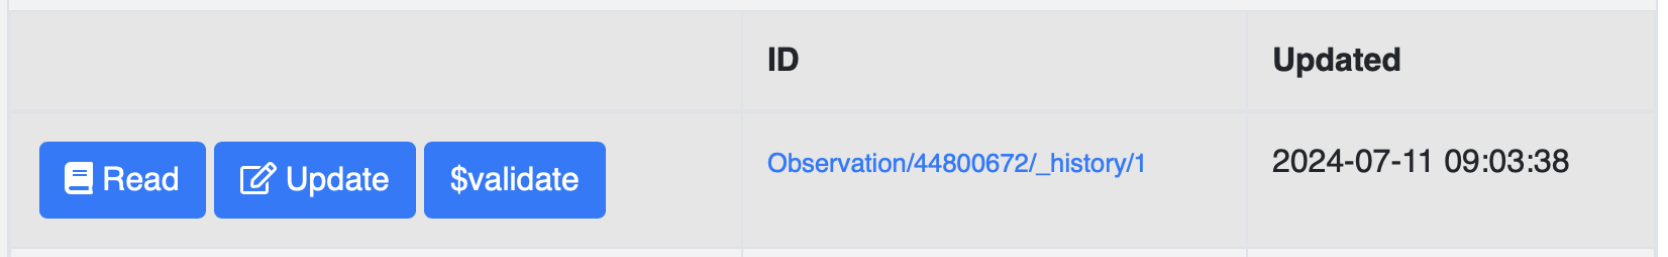 ID Updated
Read Update $validate Observation/44800672/_history/1 2024-07-11 09:03:38